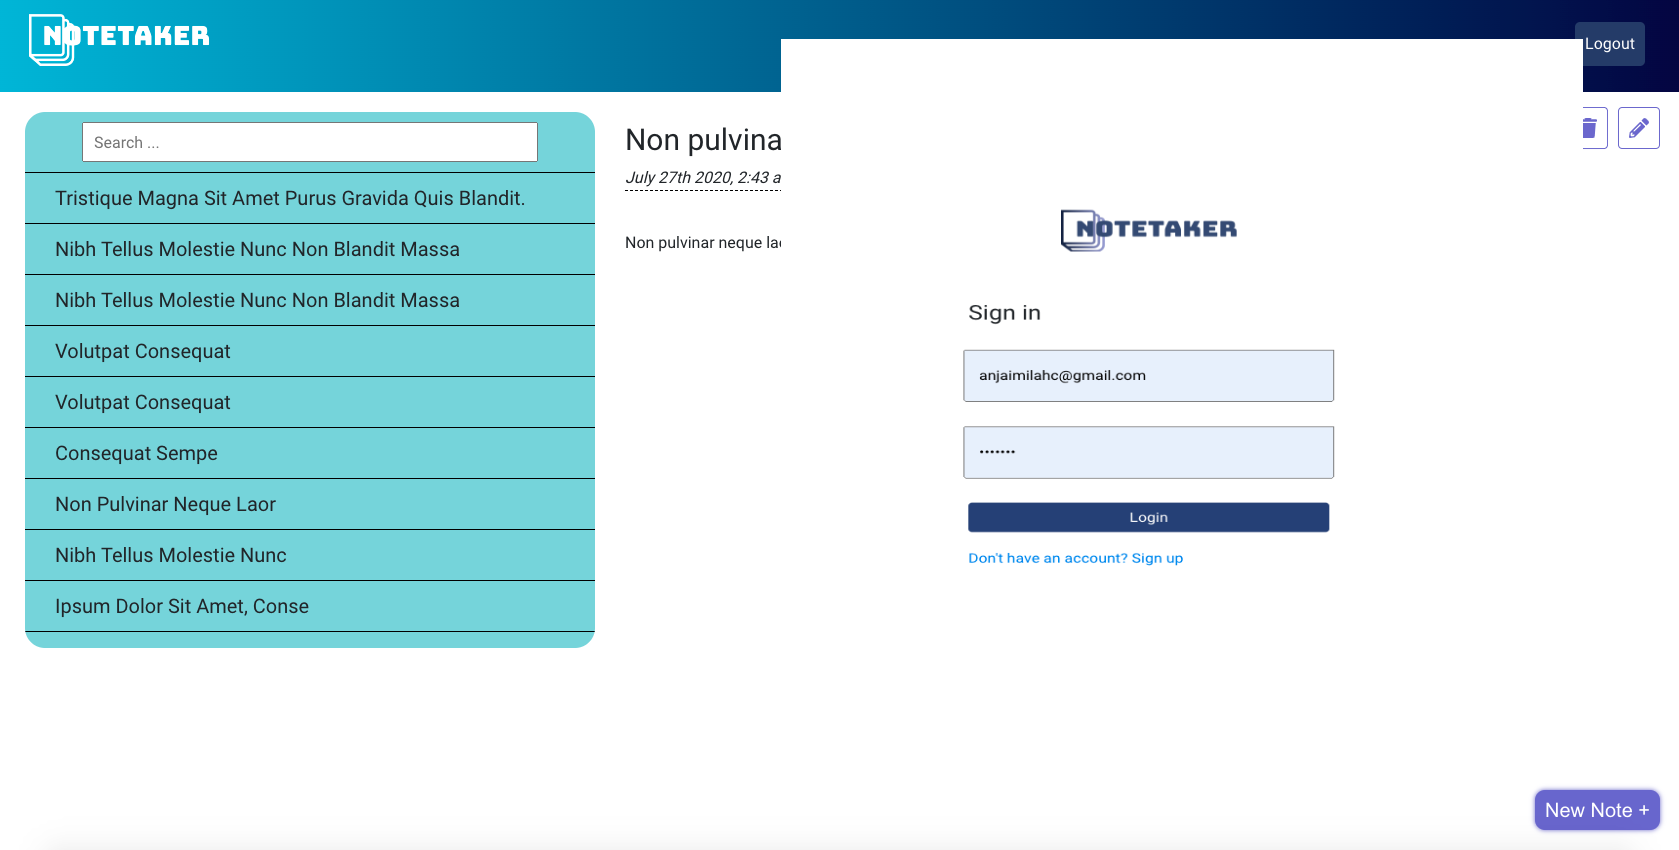 NOTETAKER
Logout
Search ...
Tristique Magna Sit Amet Purus Gravida Quis Blandit.
Nibh Tellus Molestie Nunc Non Blandit Massa
Nibh Tellus Molestie Nunc Non Blandit Massa
Volutpat Consequat
Volutpat Consequat
Consequat Sempe
Non Pulvinar Neque Laor
Nibh Tellus Molestie Nunc
Ipsum Dolor Sit Amet, Conse
Non pulvina
July 27th 2020, 2:43 a
Non pulvinar neque la
NOTETAKER
Sign in
anjaimilahc@gmail.com
•••••••
Login
Don't have an account? Sign up
New Note +